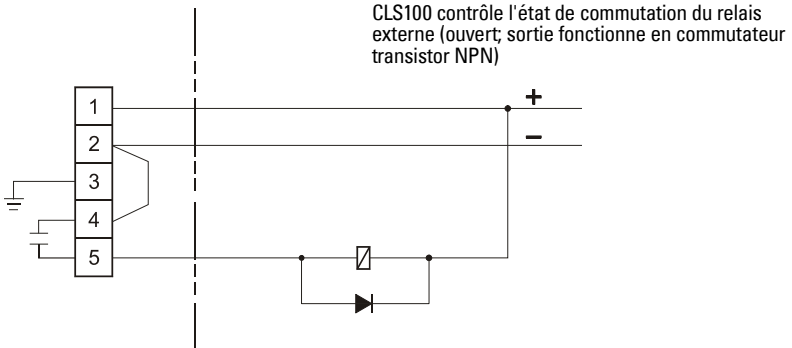 CLS100 contrôle l'état de commutation du relais
externe (ouvert; sortie fonctionne en commutateur
transistor NPN)
+
1
−
2
3
4
5